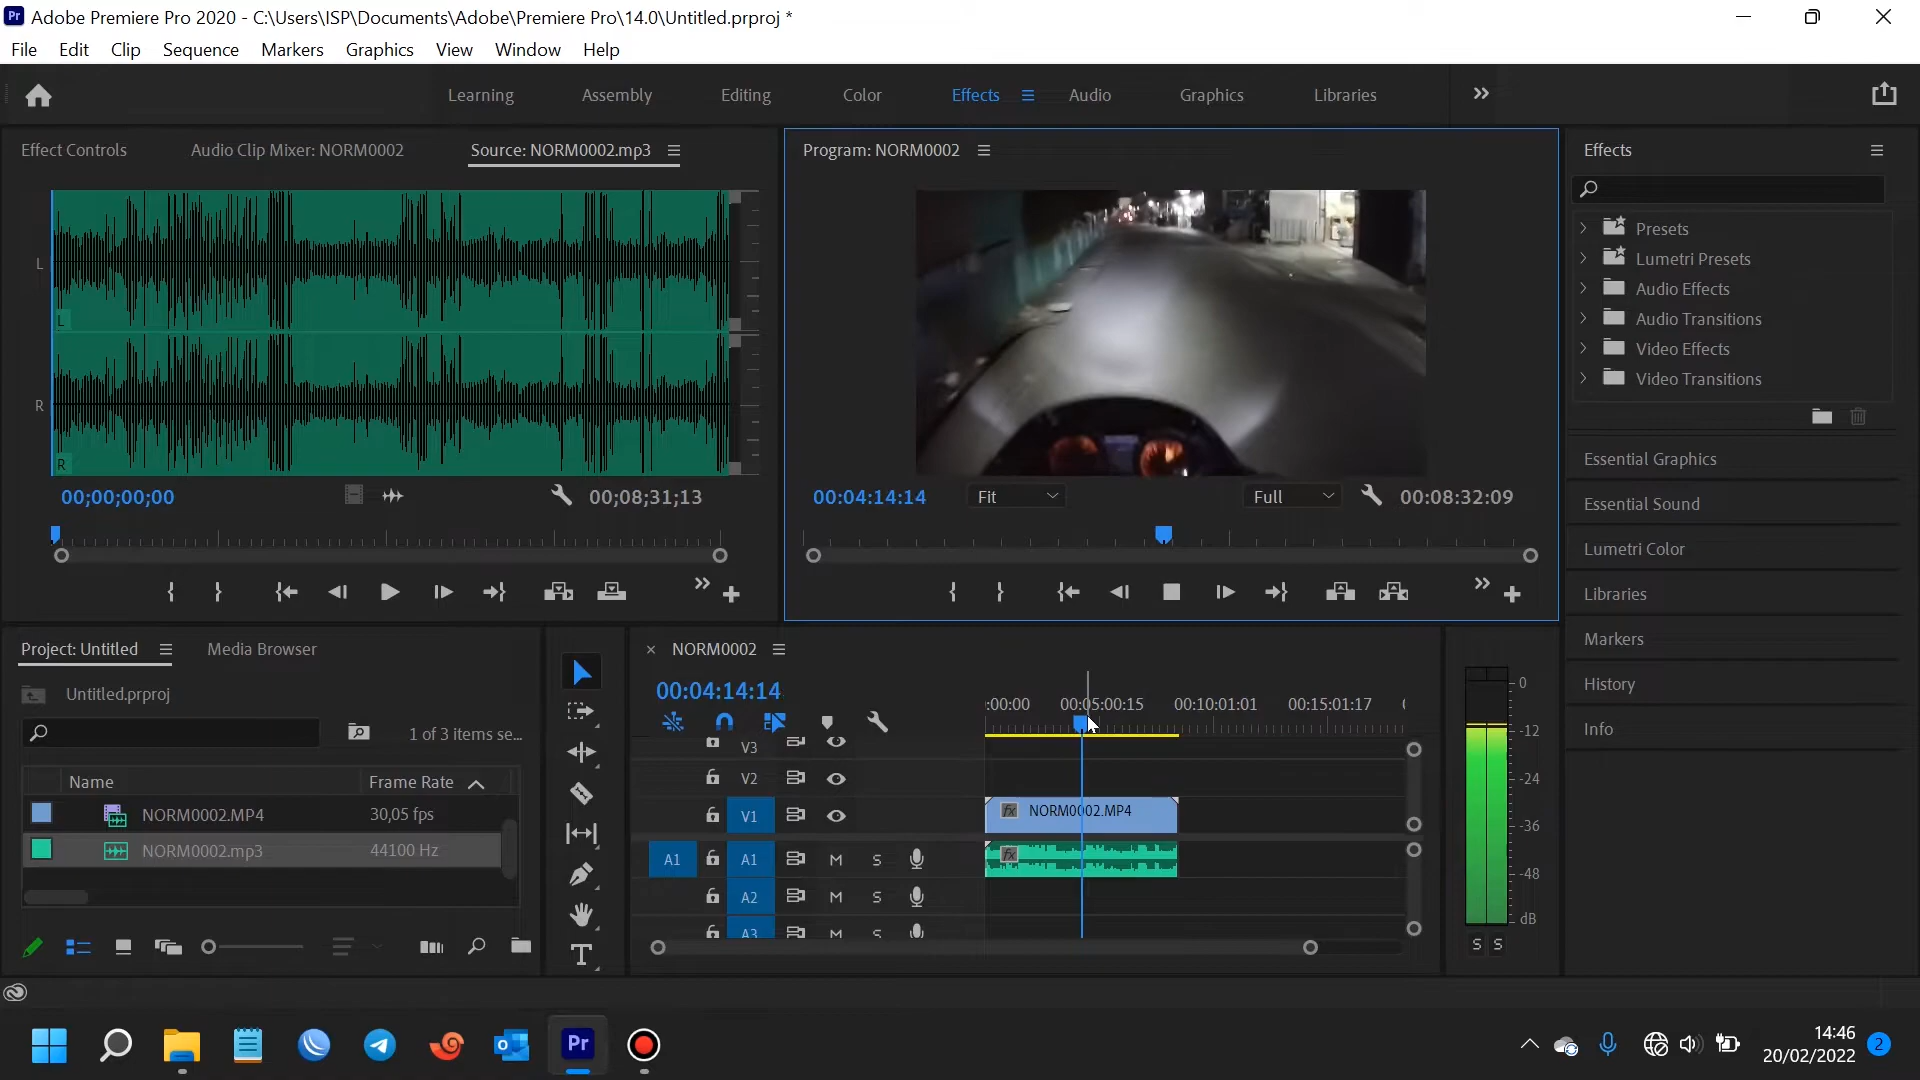 Pr Adobe Premiere Pro 2020 - C:\Users\ISP\Documents\Adobe\Premiere Pro\14.0\Untitled.prproj *
File Edit Clip Sequence Markers Graphics View Window Help
Learning Assembly Editing Color Effects Audio Graphics Libraries
Effect Controls Audio Clip Mixer: NORM0002 Source: NORM0002.mp3
L
L
R
R
00;00;00;00 00;08;31;13
Program: NORM0002
00:04:14:14 Fit Full 00:08:32:09
Effects
Presets
Lumetri Presets
Audio Effects
Audio Transitions
Video Effects
Video Transitions
Essential Graphics
Essential Sound
Lumetri Color
Libraries
Markers
History
Info
Project: Untitled Media Browser
Untitled.prproj
1 of 3 items se...
Name Frame Rate
NORM0002.MP4 30,05 fps
NORM0002.mp3 44100 Hz
T
× NORM0002
00:04:14:14
:00:00 00:05:00:15 00:10:01:01 00:15:01:17
V3
V2
V1 fx NORM0002.MP4
A1 A1 M S fx
A2 M S
A3 M S
0
-12
-24
-36
-48
dB
S S
Pr
14:46
20/02/2022
2